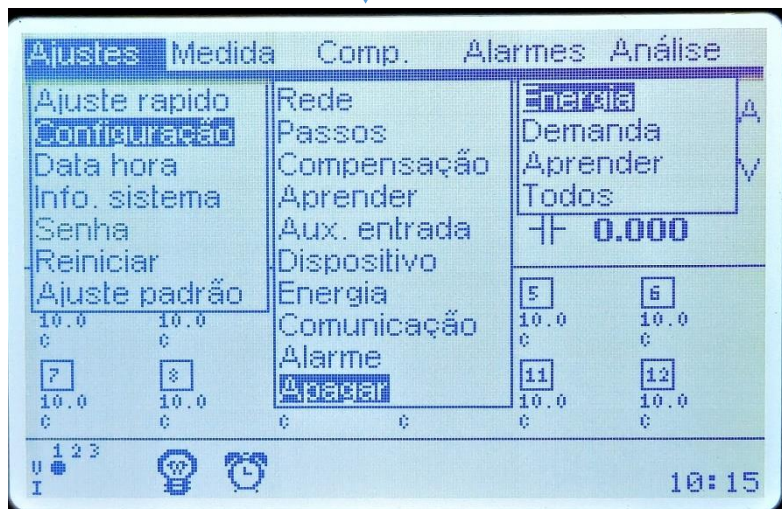 Ajustes Medida Comp. Alarmes Análise
Ajuste rapido
Configuração
Data hora
Info. sistema
Senha
Reiniciar
Ajuste padrão
Rede
Passos
Compensação
Aprender
Aux. entrada
Dispositivo
Energia
Comunicação
Alarme
Apagar
Energia
Demanda
Aprender
Todos
A
V
0.000
5 6
10.0 10.0 10.0 10.0
C C C C
7 8 11 12
10.0 10.0 10.0 10.0
C C C C C C
1 2 3
V
I
10:15